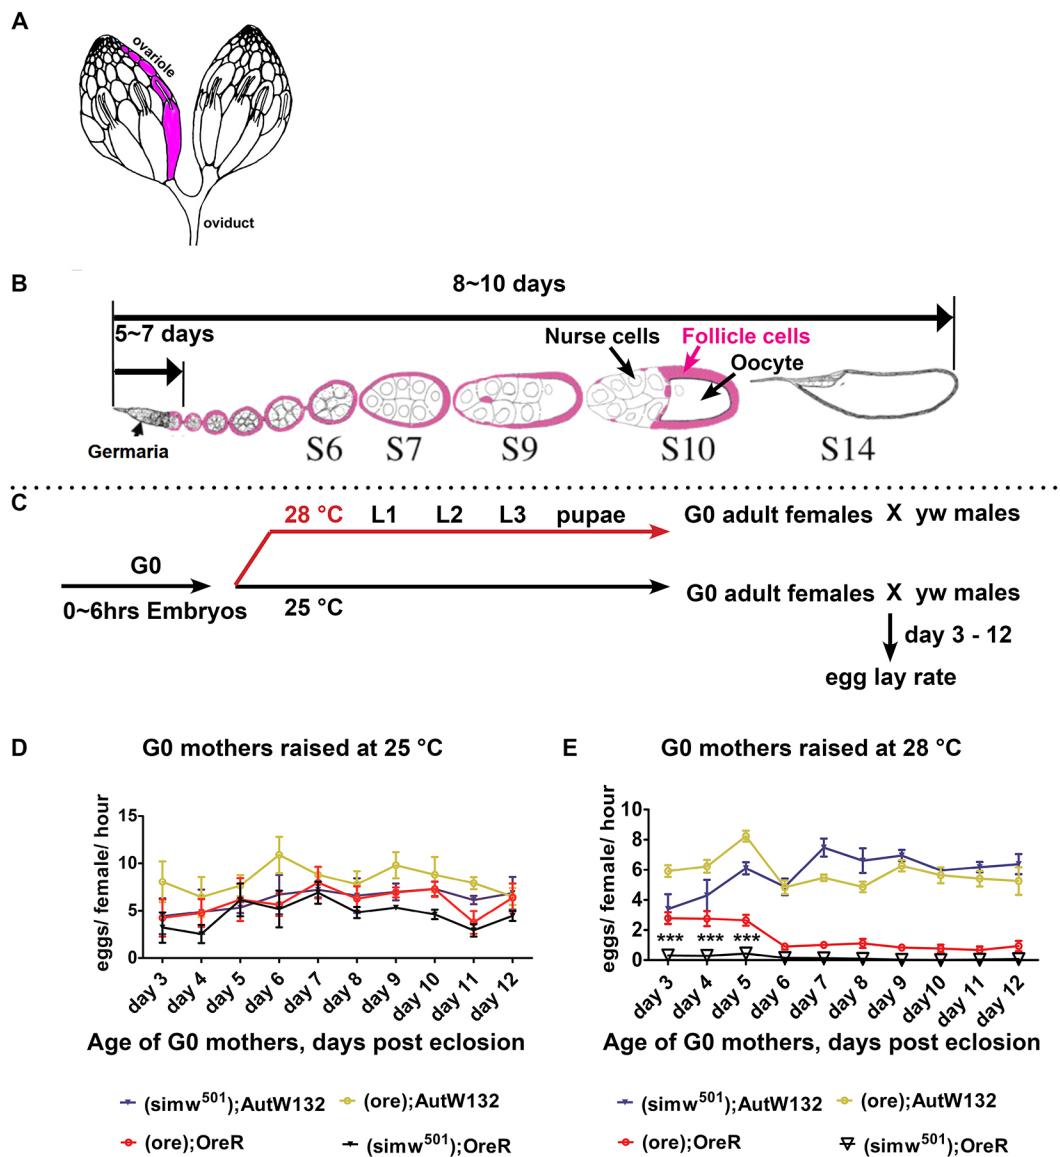 A
ovariole
oviduct
B
8~10 days
5~7 days
Nurse cells
Follicle cells
Oocyte
Germaria
S6
S7
S9
S10
S14
C
28 °C L1 L2 L3 pupae
G0 adult females X yw males
G0
0~6hrs Embryos
25 °C
G0 adult females X yw males
day 3 - 12
egg lay rate
D
G0 mothers raised at 25 °C
eggs/ female/ hour
15
10
5
0
day 3
day 4
day 5
day 6
day 7
day 8
day 9
day 10
day 11
day 12
Age of G0 mothers, days post eclosion
(simw501);AutW132
(ore);AutW132
(ore);OreR
(simw501);OreR
E
G0 mothers raised at 28 °C
eggs/ female/ hour
10
8
6
4
2
0
*** *** ***
day 3
day 4
day 5
day 6
day 7
day 8
day 9
day10
day 11
day 12
Age of G0 mothers, days post eclosion
(simw501);AutW132
(ore);AutW132
(ore);OreR
(simw501);OreR